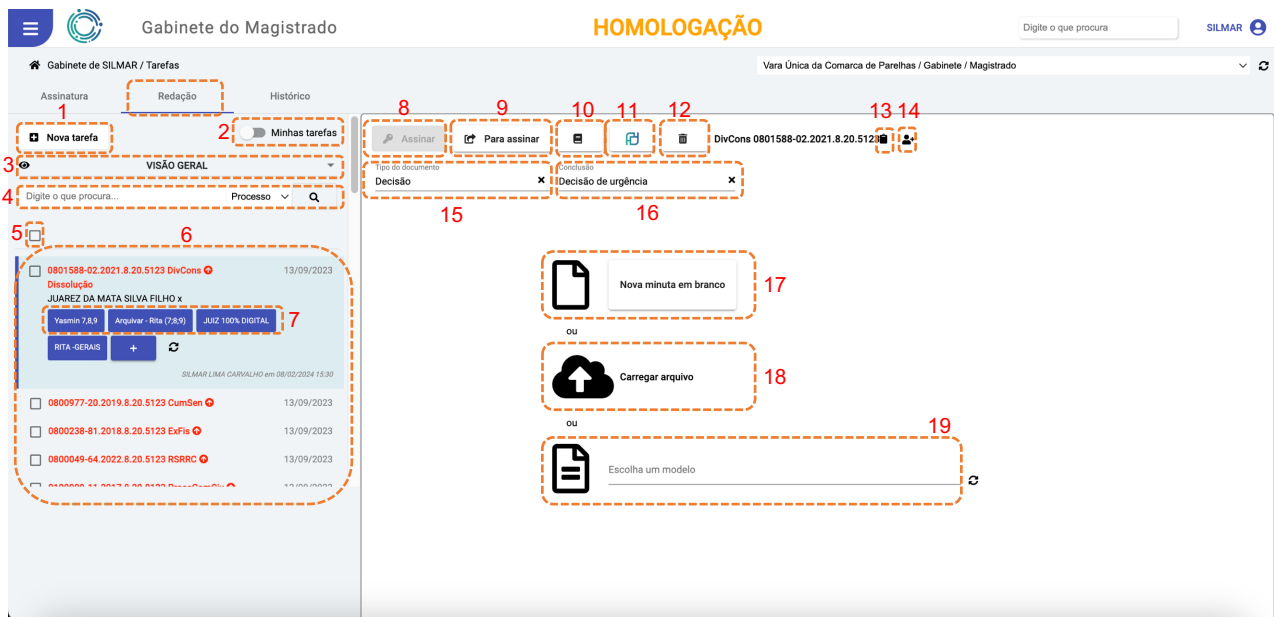 Gabinete do Magistrado
HOMOLOGAÇÃO
Digite o que procura
SILMAR
Gabinete de SILMAR / Tarefas
Vara Única da Comarca de Parelhas / Gabinete / Magistrado
Assinatura
Redação
Histórico
1
Nova tarefa
2
Minhas tarefas
3
VISÃO GERAL
4
Digite o que procura...
Processo
5
6
0801588-02.2021.8.20.5123 DivCons
13/09/2023
Dissolução
JUAREZ DA MATA SILVA FILHO x
Yasmin 7,8,9
Arquivar - Rita (7;8;9)
JUIZ 100% DIGITAL
7
RITA -GERAIS
+
SILMAR LIMA CARVALHO em 08/02/2024 15:30
0800977-20.2019.8.20.5123 CumSen
13/09/2023
0800238-81.2018.8.20.5123 ExFis
13/09/2023
0800049-64.2022.8.20.5123 RSRRC
13/09/2023
8
9
10
11
12
13
14
Assinar
Para assinar
DivCons 0801588-02.2021.8.20.5123
Tipo do documento
Decisão
Conclusão
Decisão de urgência
15
16
Nova minuta em branco
17
ou
Carregar arquivo
18
ou
19
Escolha um modelo